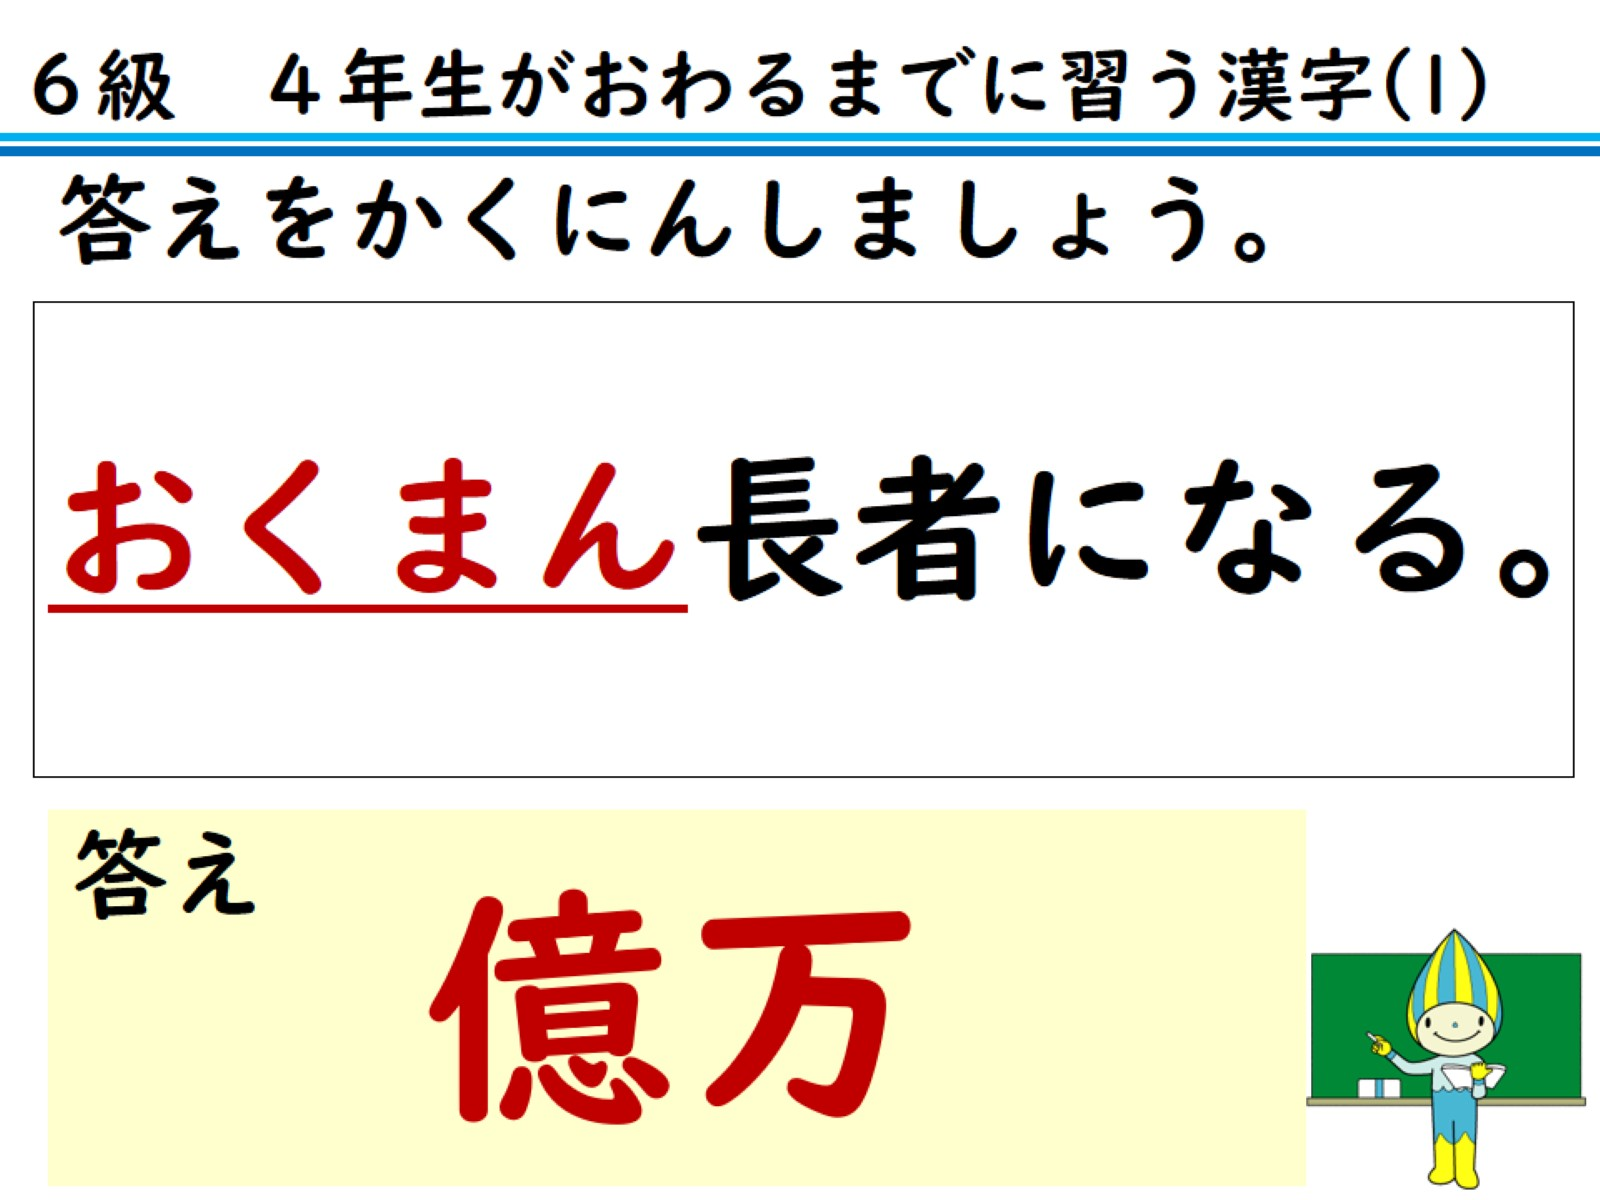 ６級　４年生がおわるまでに習う漢字(1)
答えをかくにんしましょう。
おくまん長者になる。
答え
億万